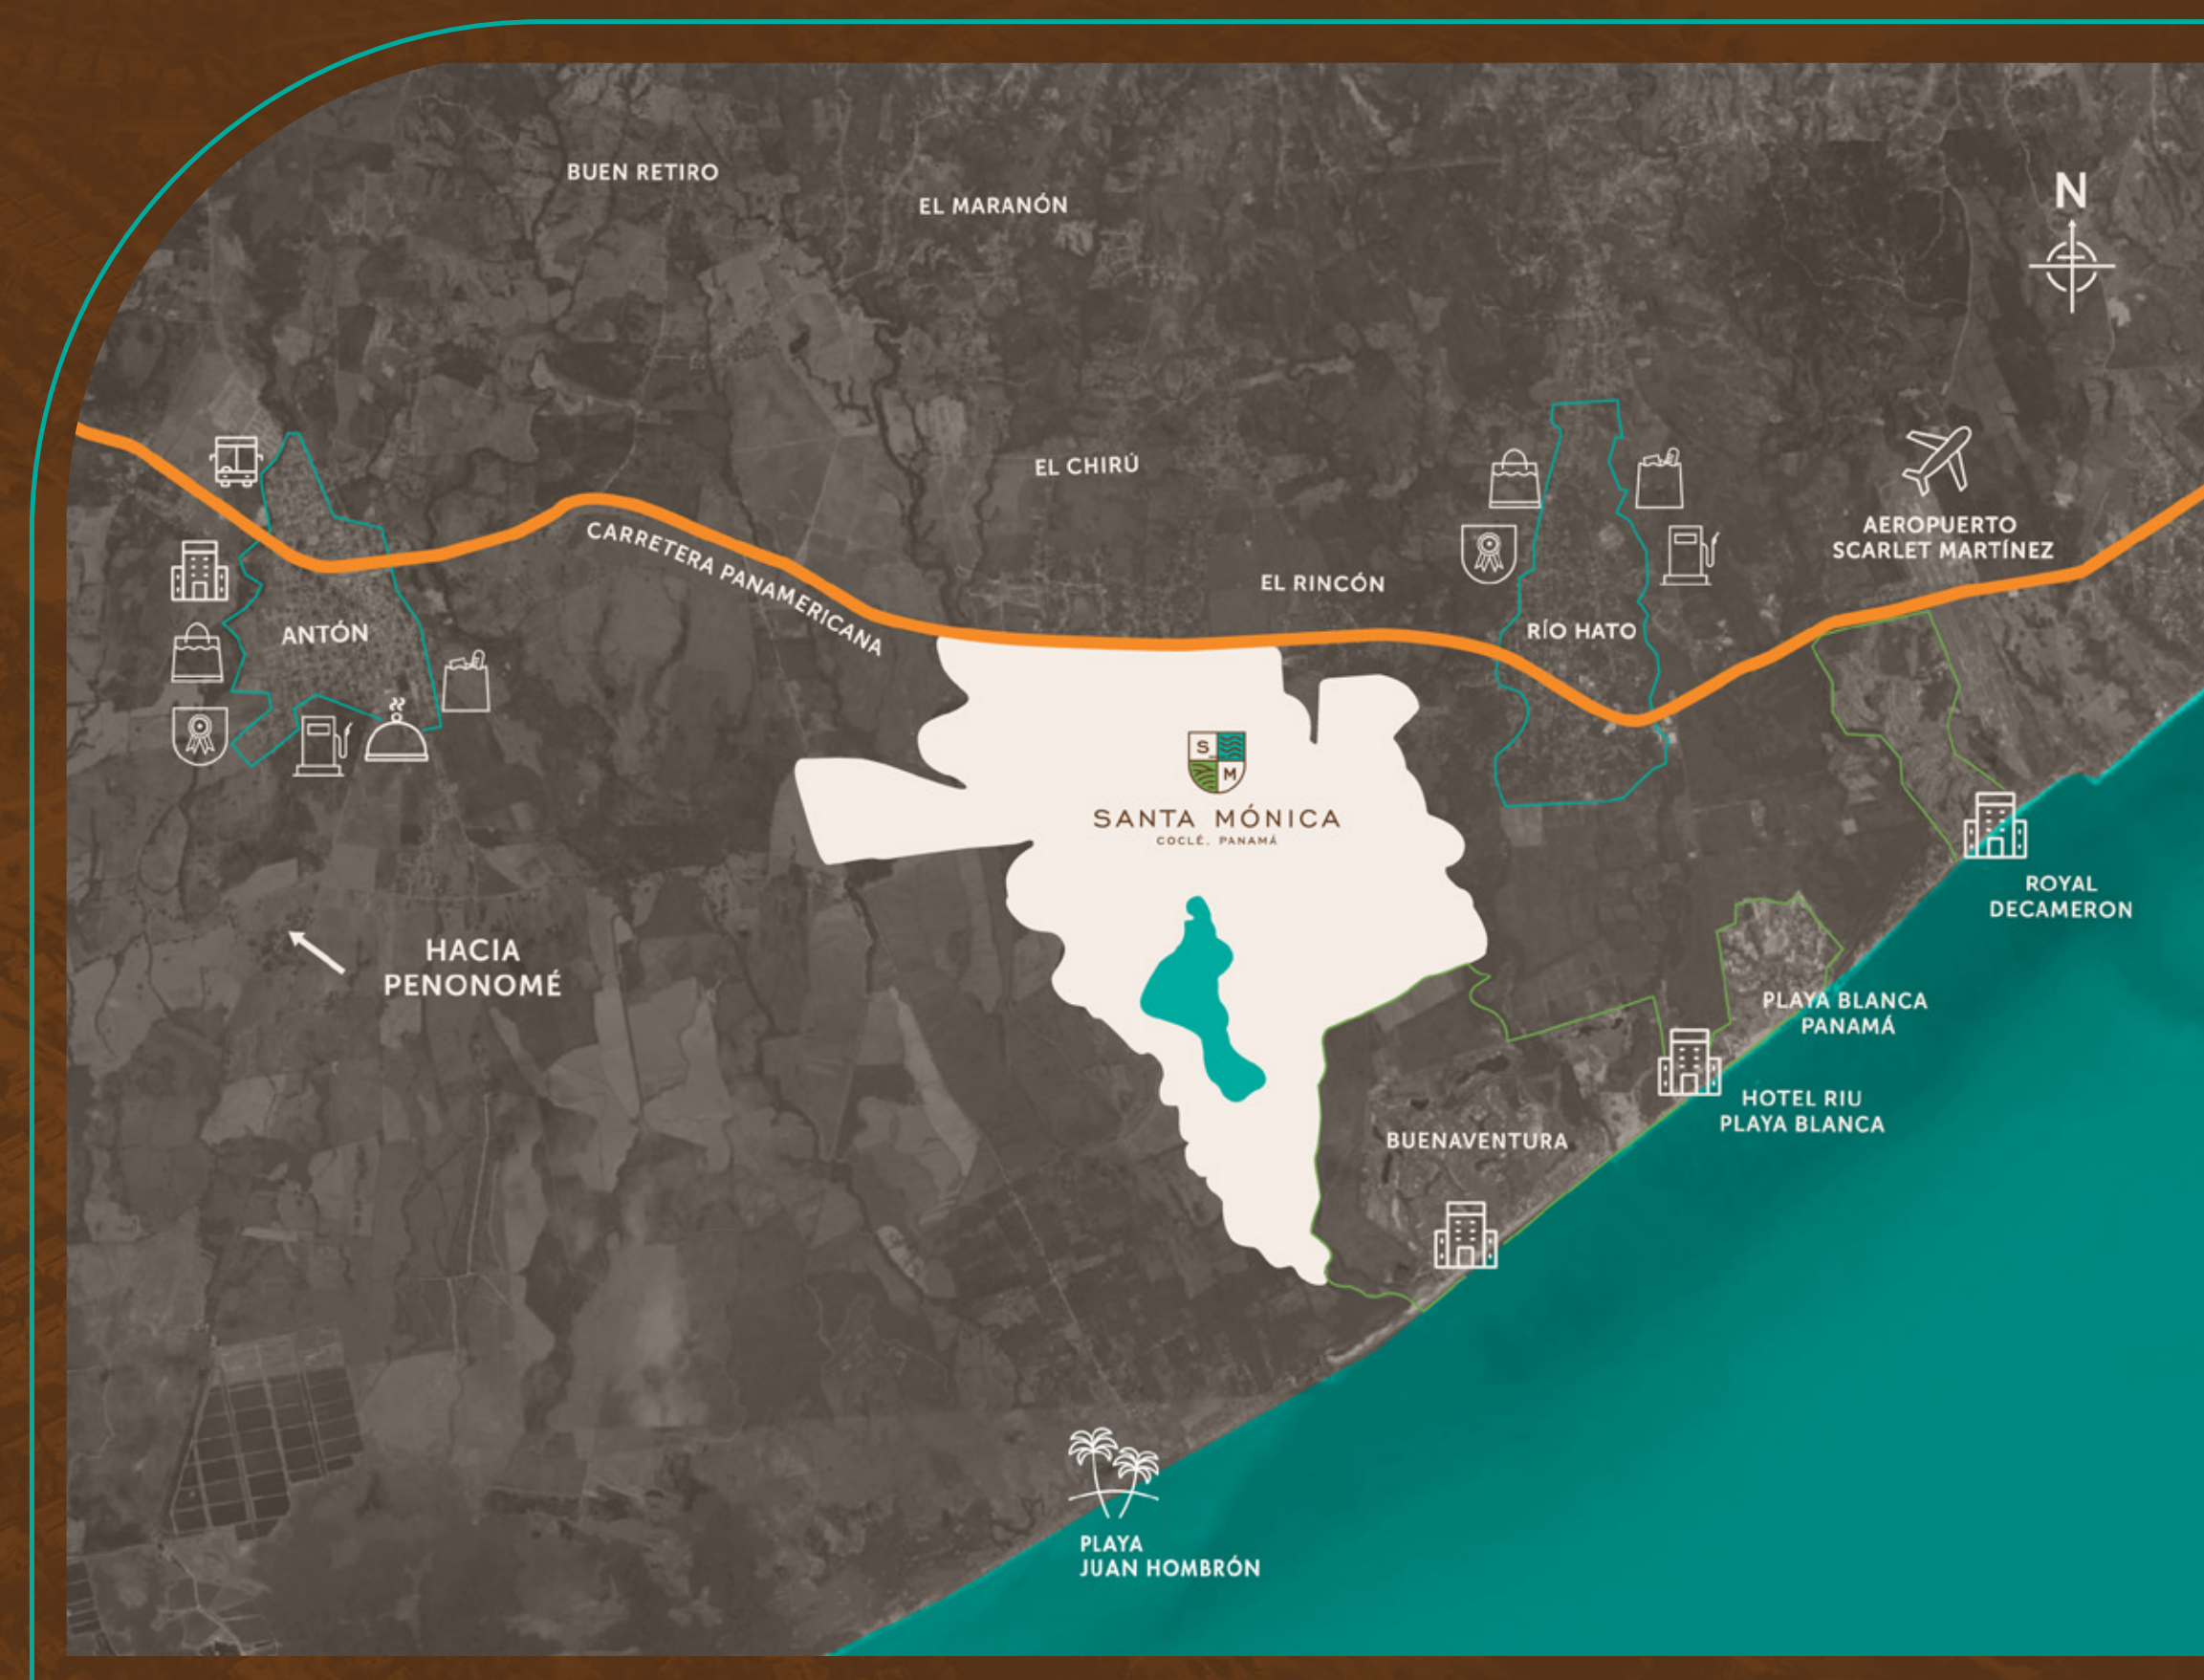 BUEN RETIRO
EL MARANÓN
N
EL CHIRÚ
CARRETERA PANAMERICANA
AEROPUERTO
SCARLET MARTÍNEZ
EL RINCÓN
RÍO HATO
ANTÓN
S
M
SANTA MÓNICA
COCLÉ, PANAMÁ
ROYAL
DECAMERON
HACIA
PENONOMÉ
PLAYA BLANCA
PANAMÁ
HOTEL RIU
PLAYA BLANCA
BUENAVENTURA
PLAYA
JUAN HOMBRÓN